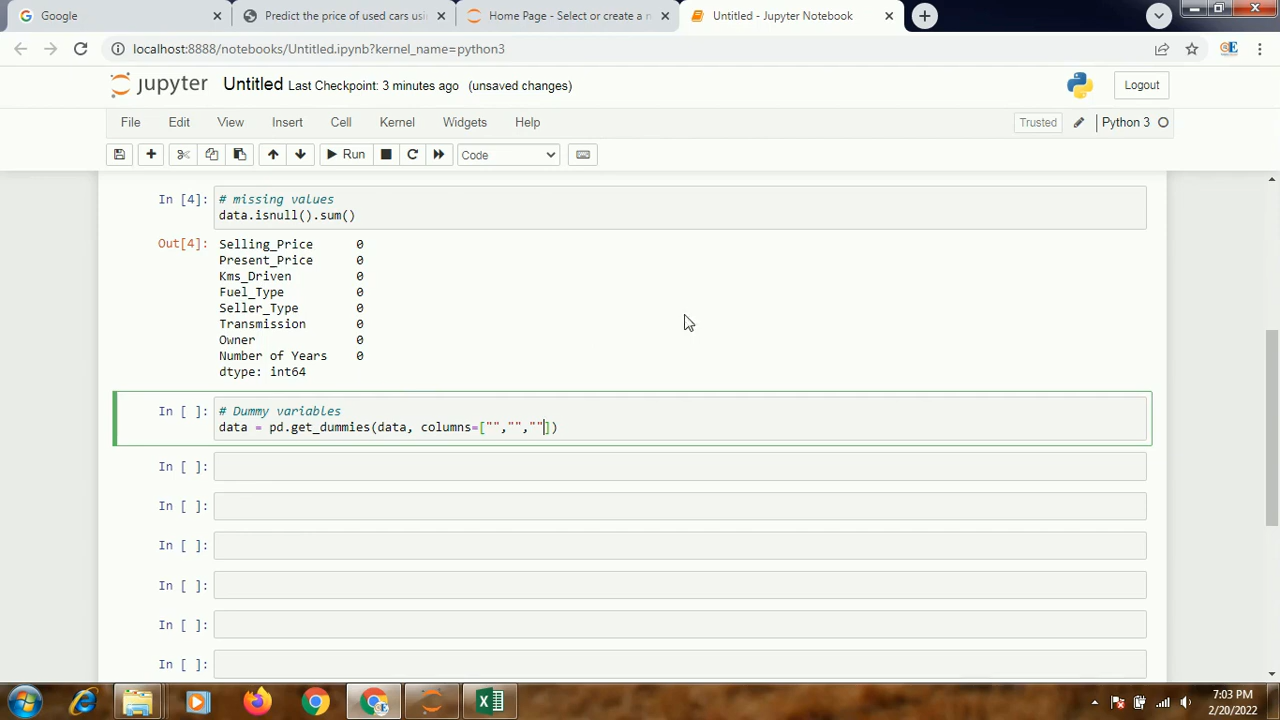 Google
Predict the price of used cars usi
Home Page - Select or create a n
Untitled - Jupyter Notebook
localhost:8888/notebooks/Untitled.ipynb?kernel_name=python3
jupyter Untitled Last Checkpoint: 3 minutes ago (unsaved changes)
Logout
File Edit View Insert Cell Kernel Widgets Help
Trusted Python 3
Run Code
In [4]: # missing values
data.isnull().sum()
Out[4]: Selling_Price 0
Present_Price 0
Kms_Driven 0
Fuel_Type 0
Seller_Type 0
Transmission 0
Owner 0
Number of Years 0
dtype: int64
In [ ]: # Dummy variables
data = pd.get_dummies(data, columns=["","",""])
In [ ]:
In [ ]:
In [ ]:
In [ ]:
In [ ]:
In [ ]:
7:03 PM
2/20/2022